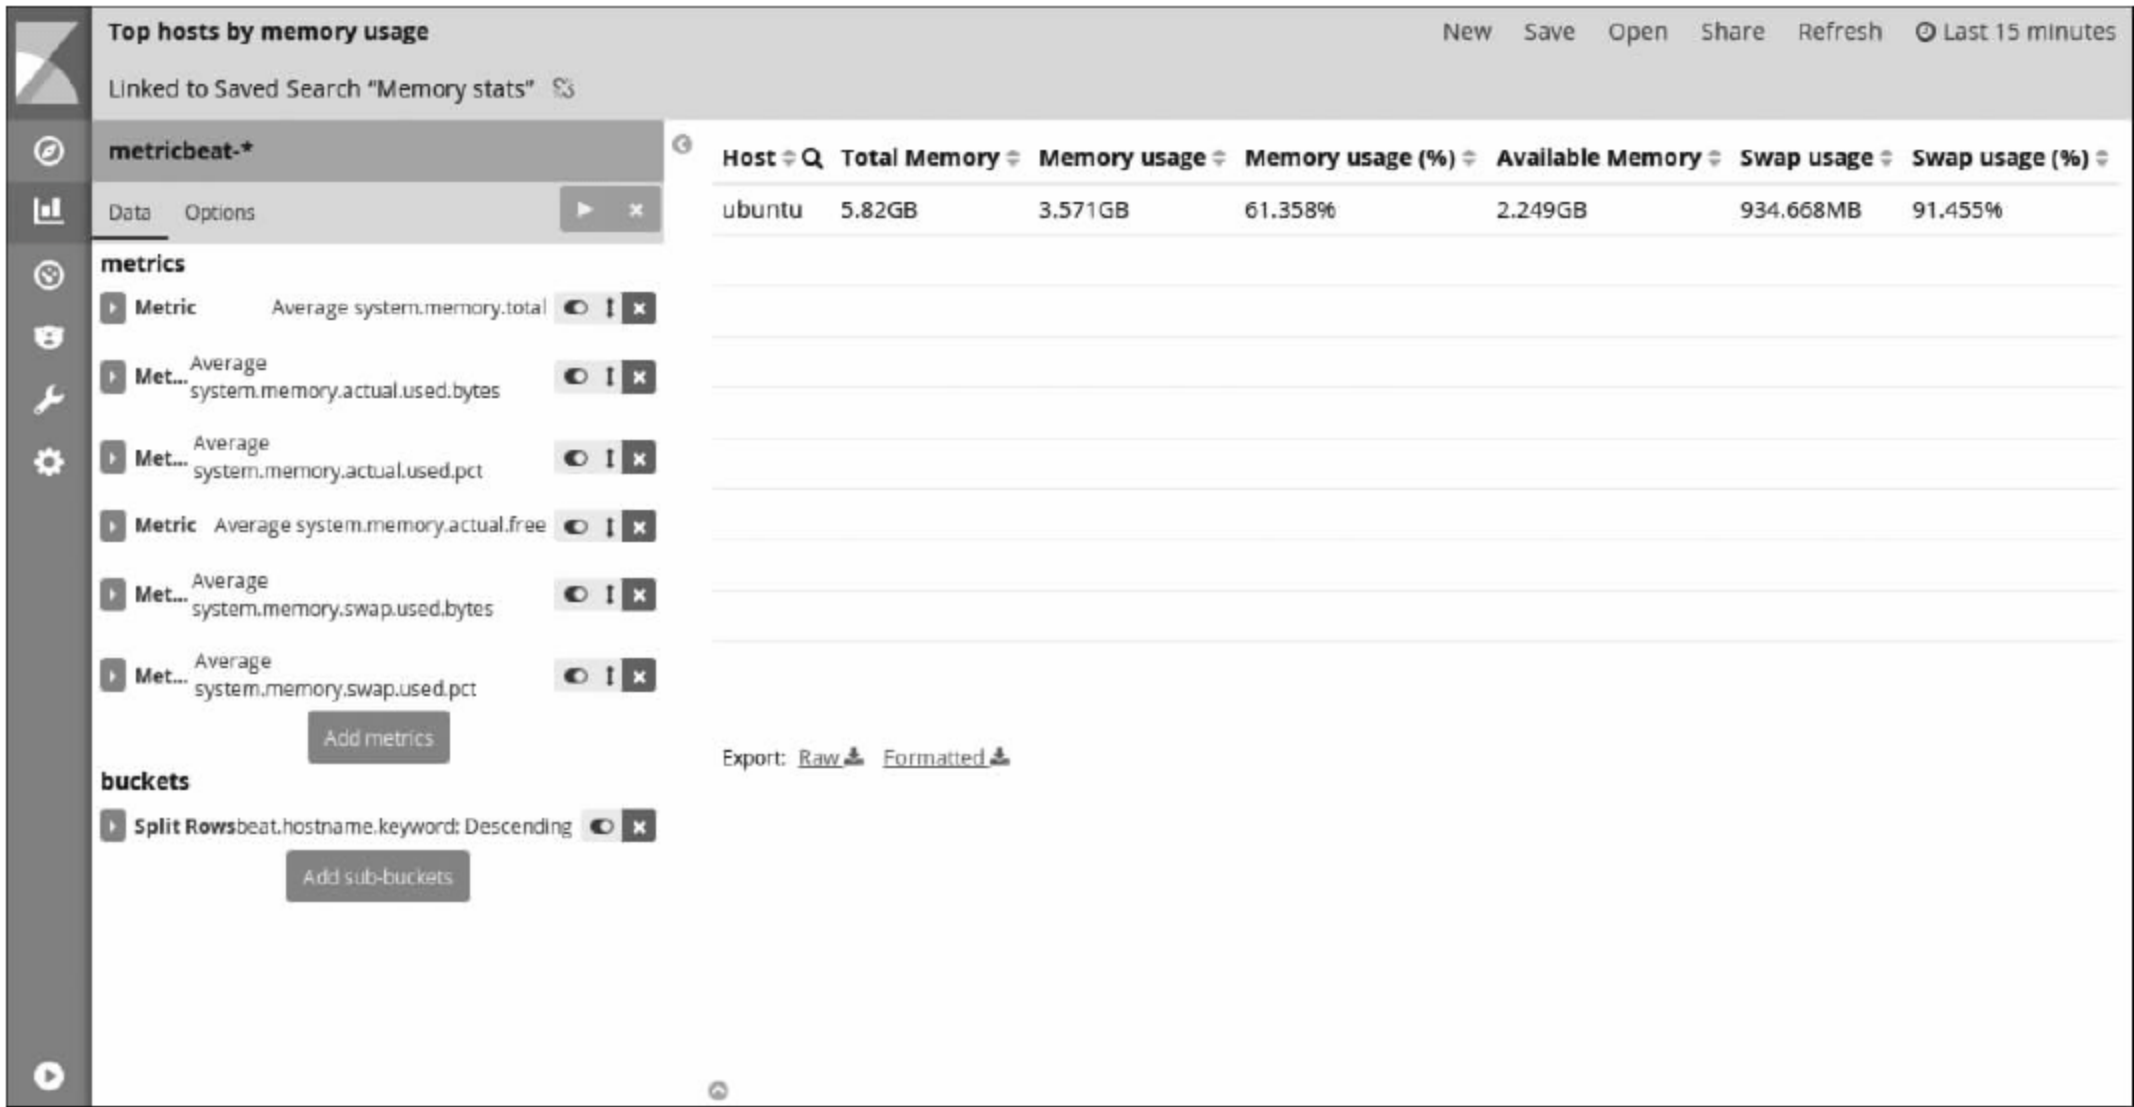 Top hosts by memory usage
New Save Open Share Refresh Last 15 minutes
Linked to Saved Search “Memory stats”
metricbeat-*
Data Options
metrics
Metric Average system.memory.total
Met... Average
system.memory.actual.used.bytes
Met... Average
system.memory.actual.used.pct
Metric Average system.memory.actual.free
Met... Average
system.memory.swap.used.bytes
Met... Average
system.memory.swap.used.pct
Add metrics
buckets
Split Rowsbeat.hostname.keyword: Descending
Add sub-buckets
Host Total Memory Memory usage Memory usage (%) Available Memory Swap usage Swap usage (%)
ubuntu 5.82GB 3.571GB 61.358% 2.249GB 934.668MB 91.455%
Export: Raw Formatted